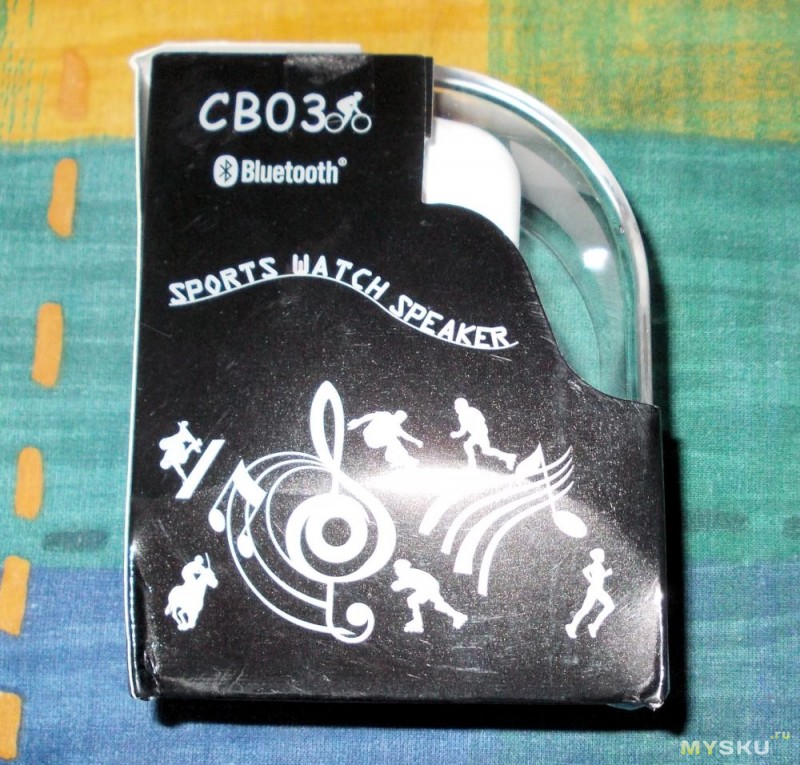 CB03
Bluetooth®
SPORTS WATCH SPEAKER
MYSKU.ru